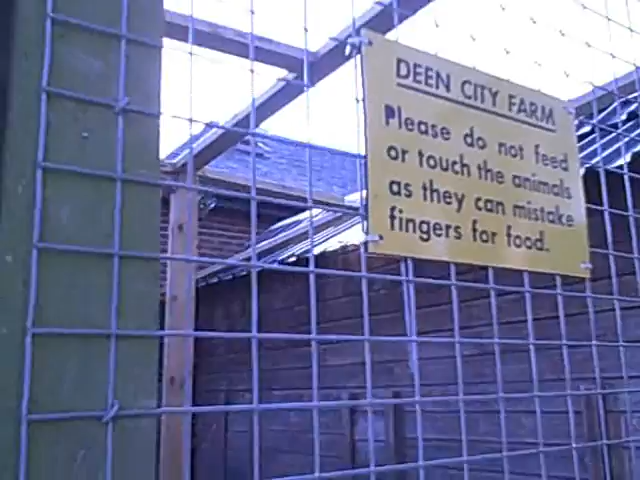 DEEN CITY FARM
Please do not feed
or touch the animals
as they can mistake
fingers for food.